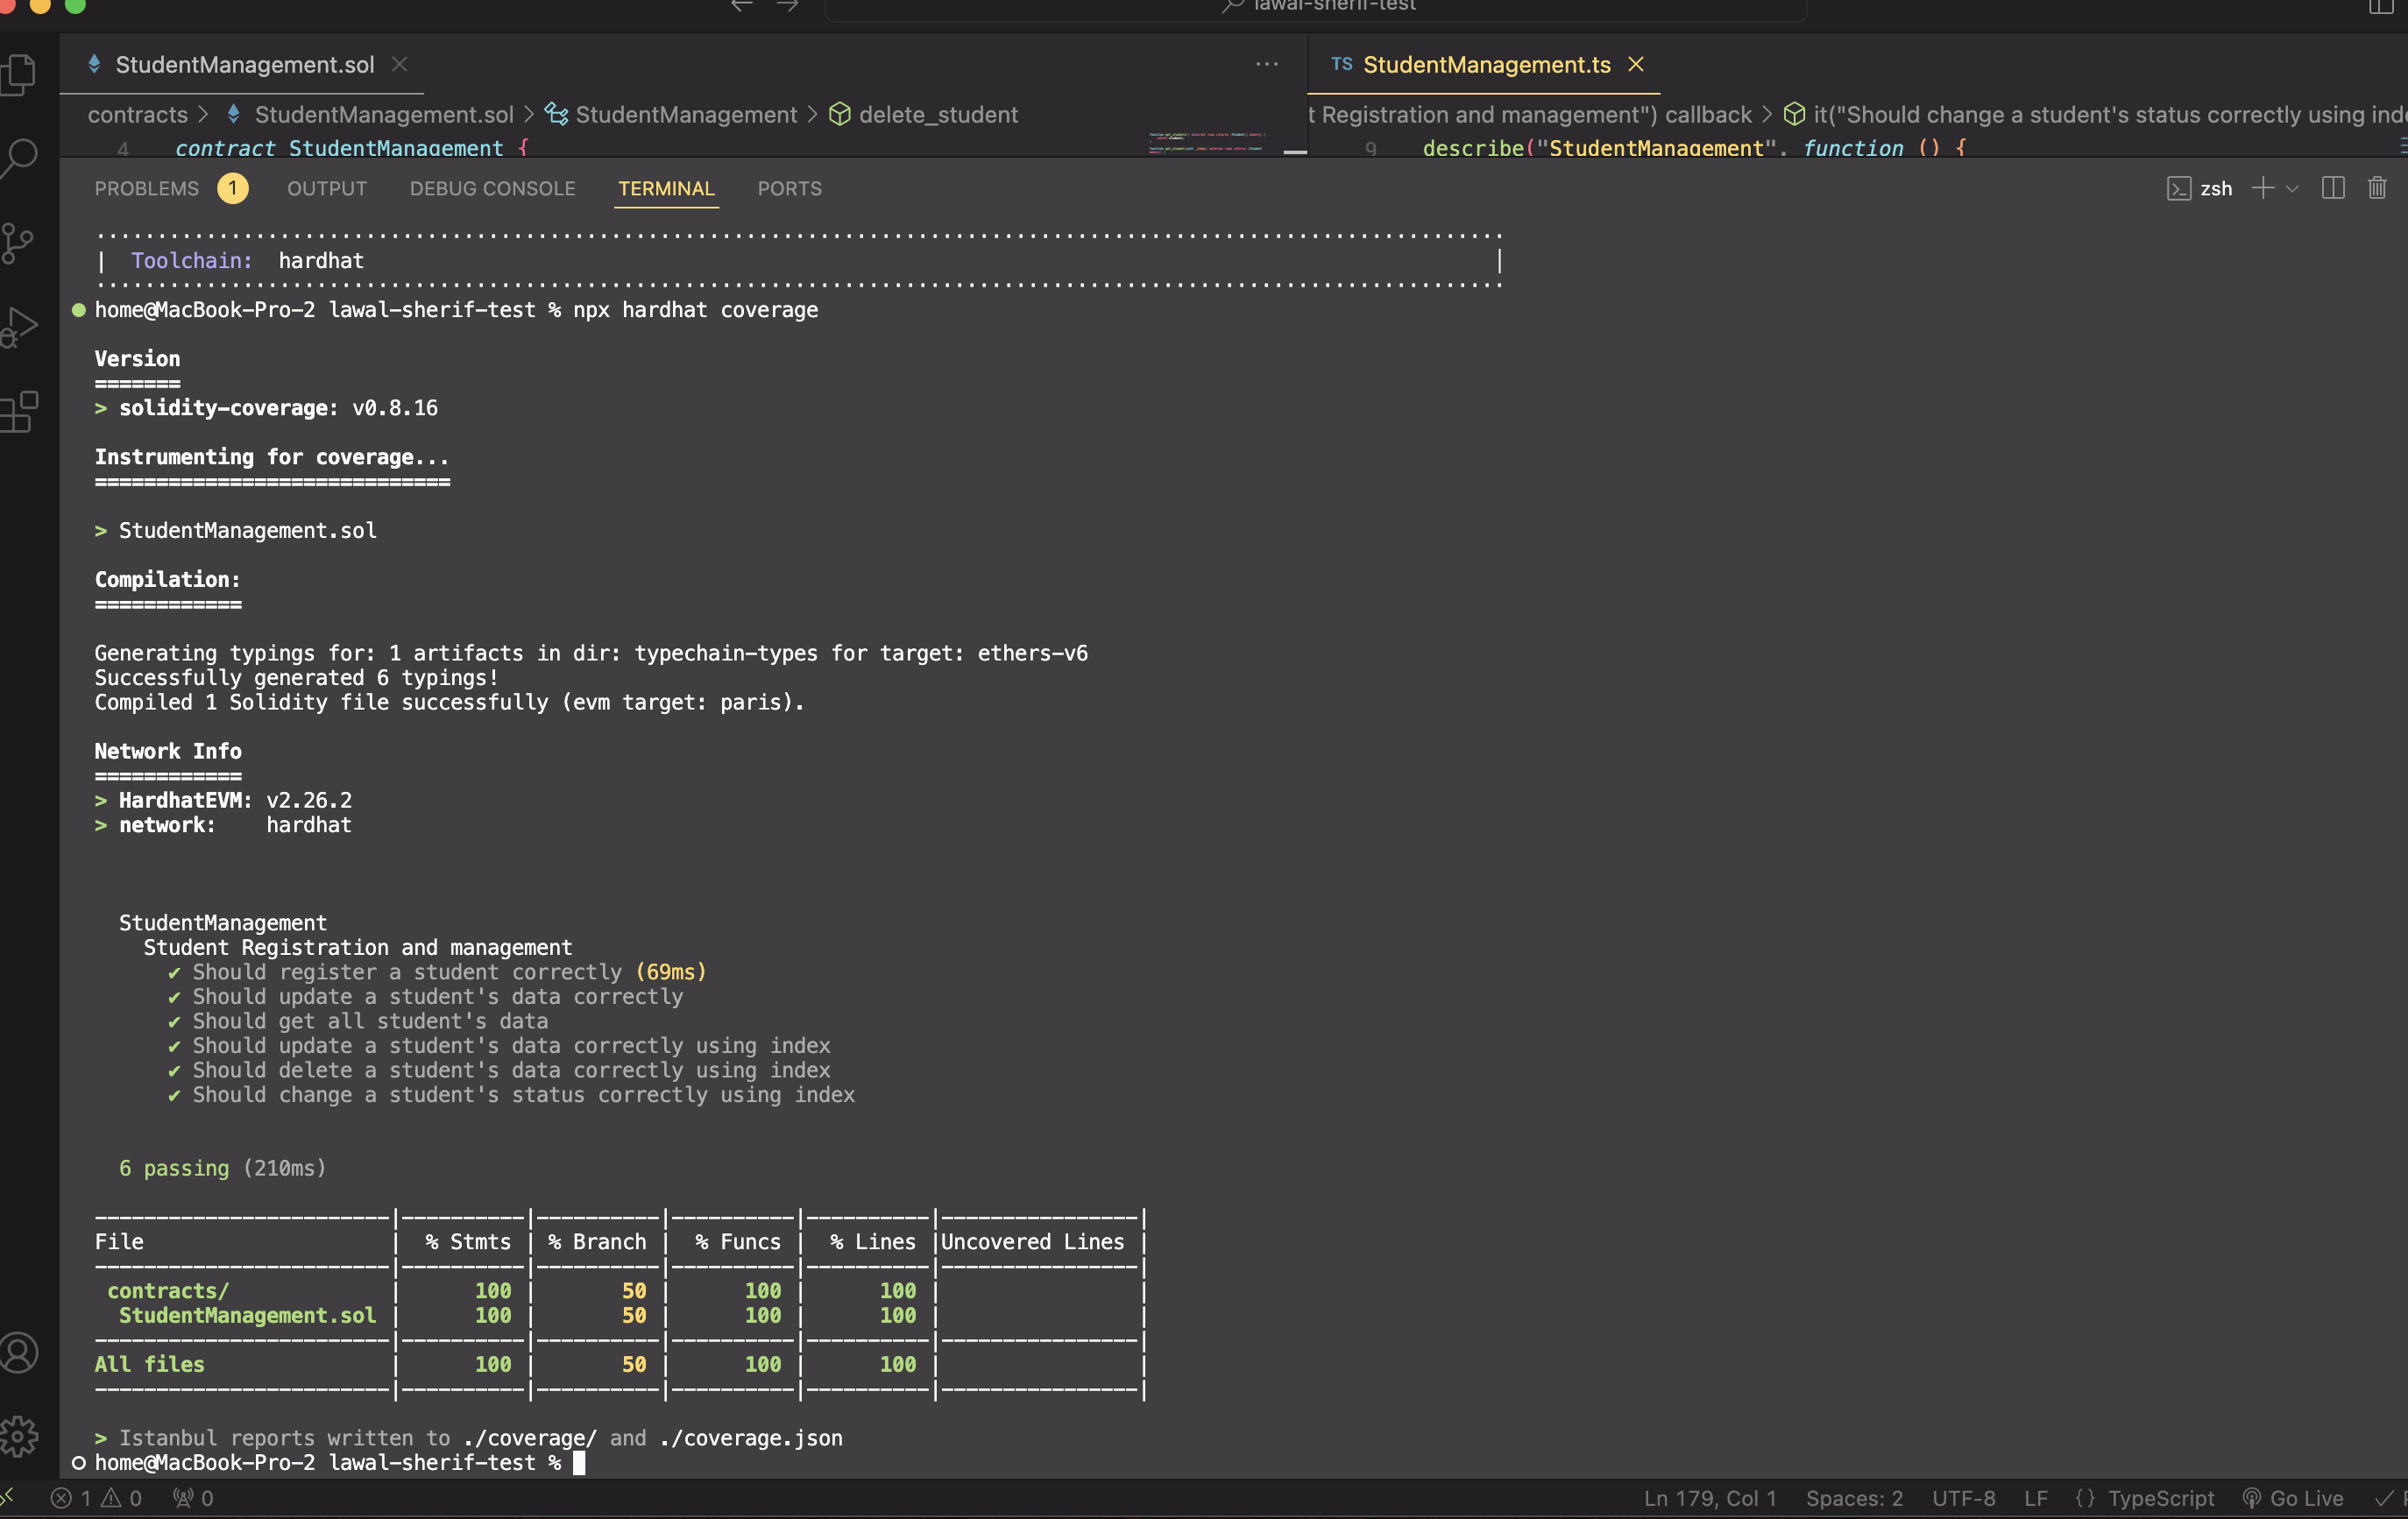 lawal-sherif-test
StudentManagement.sol
TS StudentManagement.ts
contracts > StudentManagement.sol > StudentManagement > delete_student
t Registration and management") callback > it("Should change a student's status correctly using inde
4 contract StudentManagement {
9 describe("StudentManagement", function () {
PROBLEMS 1 OUTPUT DEBUG CONSOLE TERMINAL PORTS
zsh
| Toolchain: hardhat |
home@MacBook-Pro-2 lawal-sherif-test % npx hardhat coverage
Version
=======
> solidity-coverage: v0.8.16
Instrumenting for coverage...
=============================
> StudentManagement.sol
Compilation:
============
Generating typings for: 1 artifacts in dir: typechain-types for target: ethers-v6
Successfully generated 6 typings!
Compiled 1 Solidity file successfully (evm target: paris).
Network Info
============
> HardhatEVM: v2.26.2
> network: hardhat
StudentManagement
Student Registration and management
✔ Should register a student correctly (69ms)
✔ Should update a student's data correctly
✔ Should get all student's data
✔ Should update a student's data correctly using index
✔ Should delete a student's data correctly using index
✔ Should change a student's status correctly using index
6 passing (210ms)
File | % Stmts | % Branch | % Funcs | % Lines |Uncovered Lines |
contracts/ | 100 | 50 | 100 | 100 | |
StudentManagement.sol | 100 | 50 | 100 | 100 | |
All files | 100 | 50 | 100 | 100 | |
> Istanbul reports written to ./coverage/ and ./coverage.json
home@MacBook-Pro-2 lawal-sherif-test %
1 0 0
Ln 179, Col 1 Spaces: 2 UTF-8 LF {} TypeScript Go Live